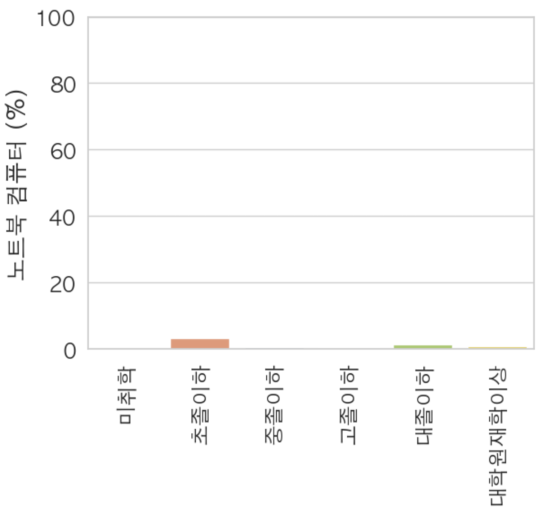 노트북 컴퓨터 (%)
100
80
60
40
20
0
미취학
초졸이하
중졸이하
고졸이하
대졸이하
대학원재학이상